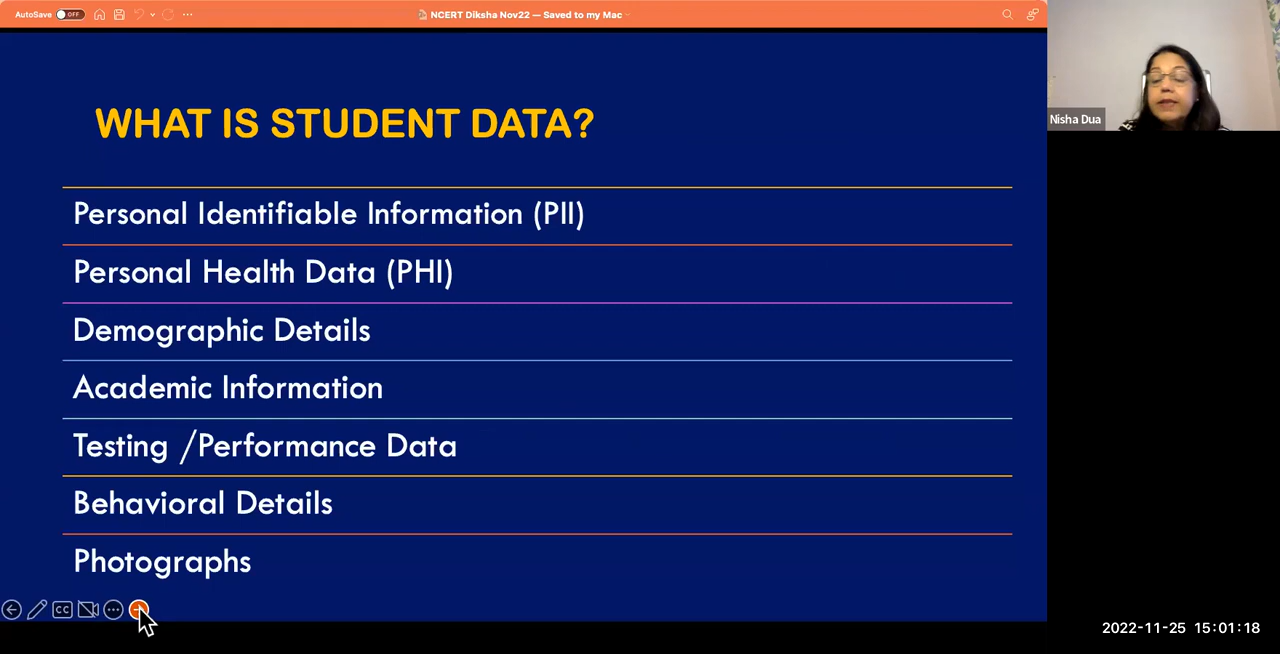 AutoSave OFF
NCERT Diksha Nov22 — Saved to my Mac
WHAT IS STUDENT DATA?
Personal Identifiable Information (PII)
Personal Health Data (PHI)
Demographic Details
Academic Information
Testing /Performance Data
Behavioral Details
Photographs
CC
Nisha Dua
2022-11-25 15:01:18